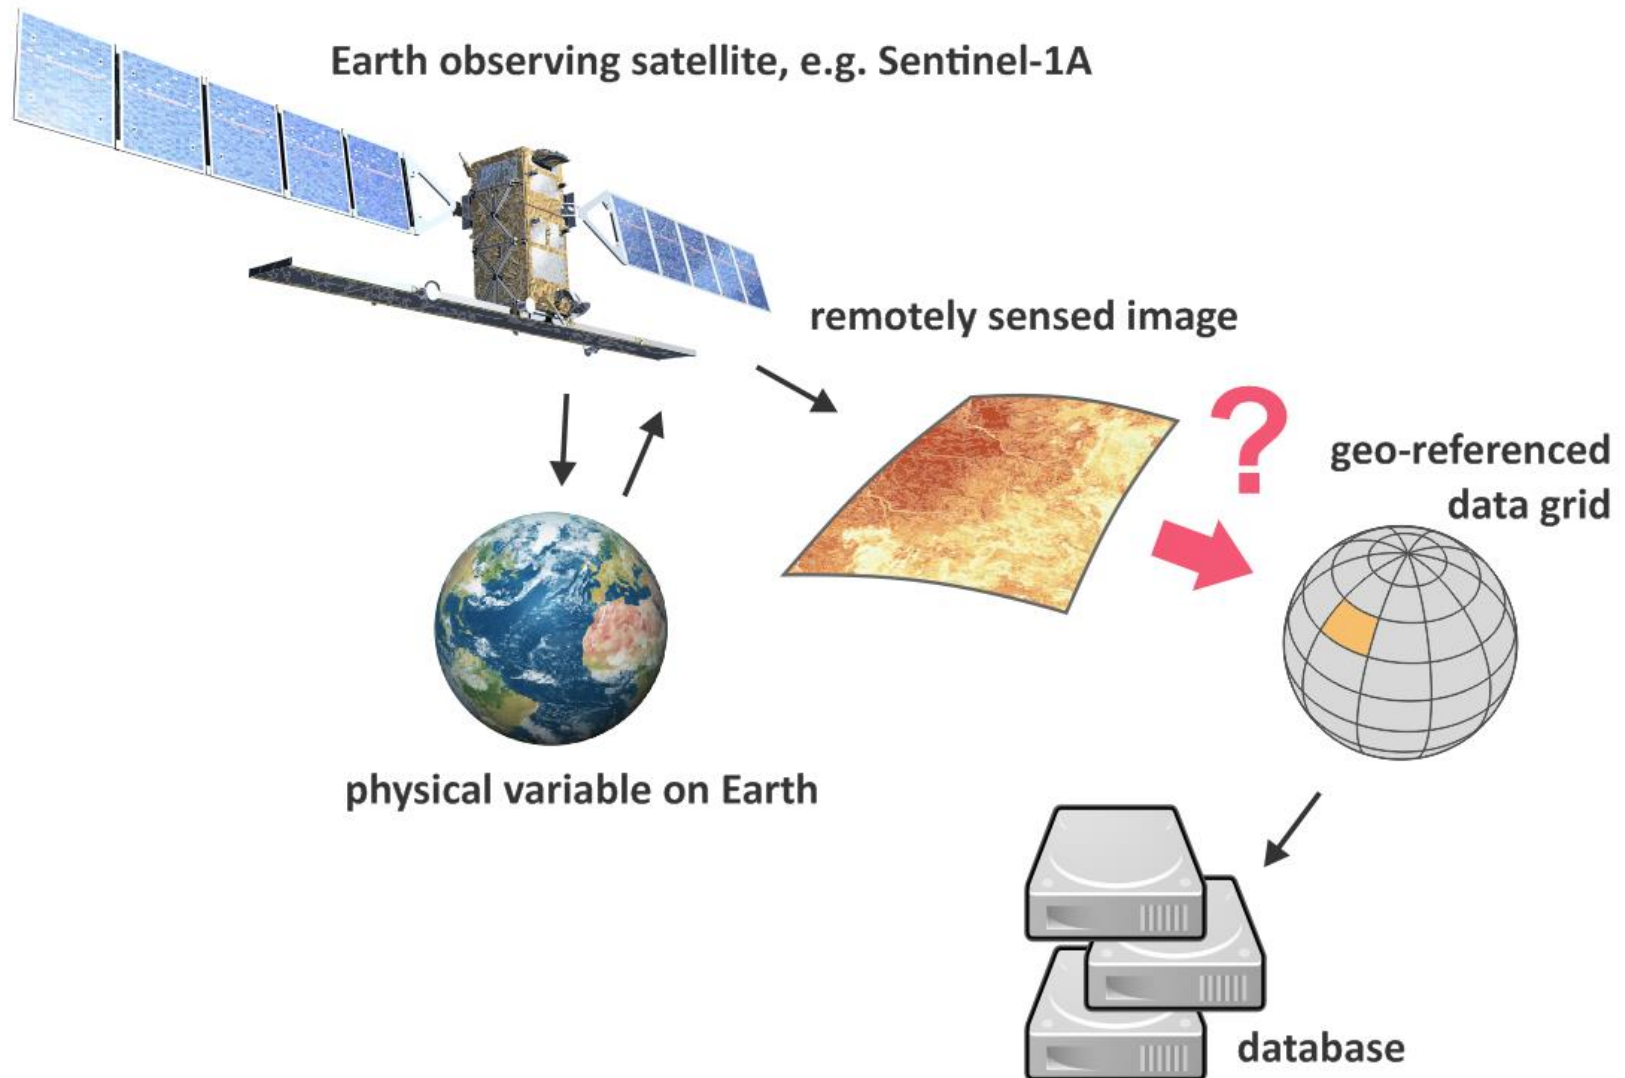 Earth observing satellite, e.g. Sentinel-1A
remotely sensed image
?
geo-referenced
data grid
physical variable on Earth
database